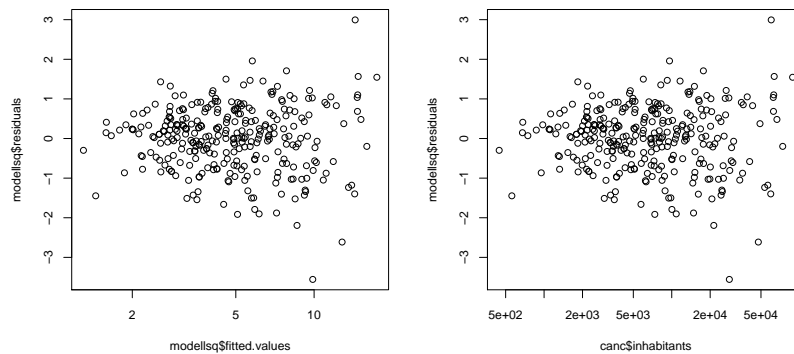 3
2
1
0
−1
−2
−3
modellsq$residuals
2
5
10
modellsq$fitted.values
3
2
1
0
−1
−2
−3
modellsq$residuals
5e+02
2e+03
5e+03
2e+04
5e+04
canc$inhabitants